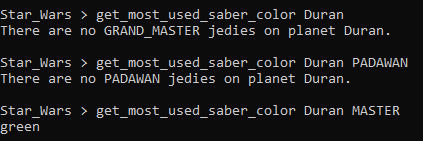 Star_Wars > get_most_used_saber_color Duran
There are no GRAND_MASTER jedies on planet Duran.
Star_Wars > get_most_used_saber_color Duran PADAWAN
There are no PADAWAN jedies on planet Duran.
Star_Wars > get_most_used_saber_color Duran MASTER
green